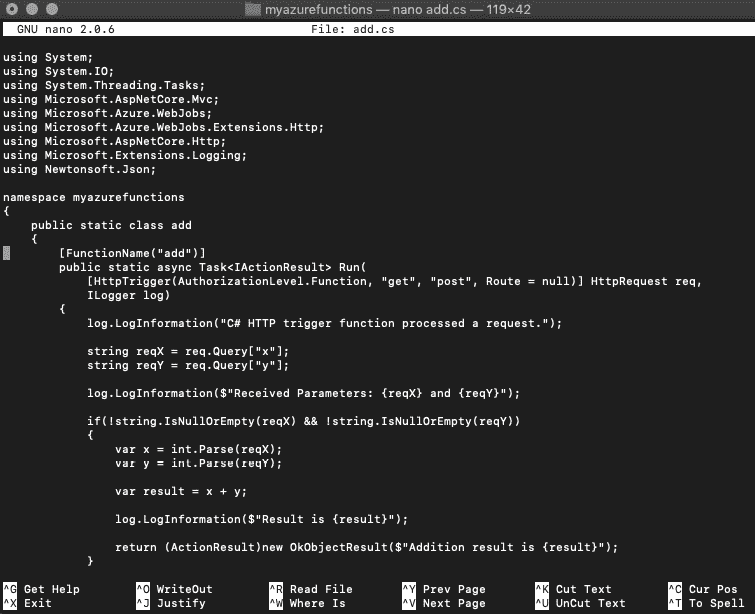 myazurefunctions — nano add.cs — 119×42
GNU nano 2.0.6 File: add.cs
using System;
using System.IO;
using System.Threading.Tasks;
using Microsoft.AspNetCore.Mvc;
using Microsoft.Azure.WebJobs;
using Microsoft.Azure.WebJobs.Extensions.Http;
using Microsoft.AspNetCore.Http;
using Microsoft.Extensions.Logging;
using Newtonsoft.Json;
namespace myazurefunctions
{
    public static class add
    {
        [FunctionName("add")]
        public static async Task<IActionResult> Run(
            [HttpTrigger(AuthorizationLevel.Function, "get", "post", Route = null)] HttpRequest req,
            ILogger log)
        {
            log.LogInformation("C# HTTP trigger function processed a request.");
            string reqX = req.Query["x"];
            string reqY = req.Query["y"];
            log.LogInformation($"Received Parameters: {reqX} and {reqY}");
            if(!string.IsNullOrEmpty(reqX) && !string.IsNullOrEmpty(reqY))
            {
                var x = int.Parse(reqX);
                var y = int.Parse(reqY);
                var result = x + y;
                log.LogInformation($"Result is {result}");
                return (ActionResult)new OkObjectResult($"Addition result is {result}");
            }
^G Get Help ^O WriteOut ^R Read File ^Y Prev Page ^K Cut Text ^C Cur Pos
^X Exit ^J Justify ^W Where Is ^V Next Page ^U UnCut Text ^T To Spell